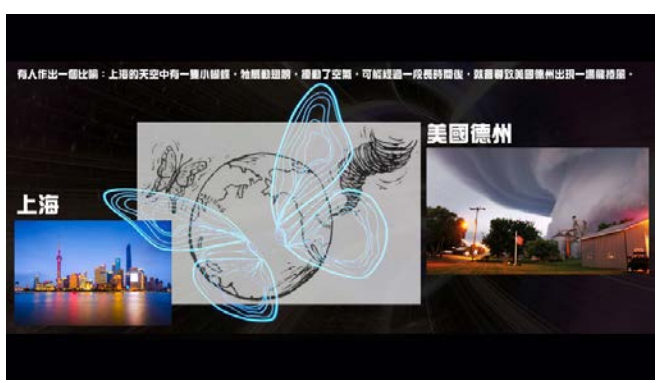 有人作出一個比喻：上海的天空中有一隻小蝴蝶，牠扇動翅膀，擾動了空氣，可能經過一段長時間後，就會導致美國德州出現一場龍捲風。
美國德州
上海